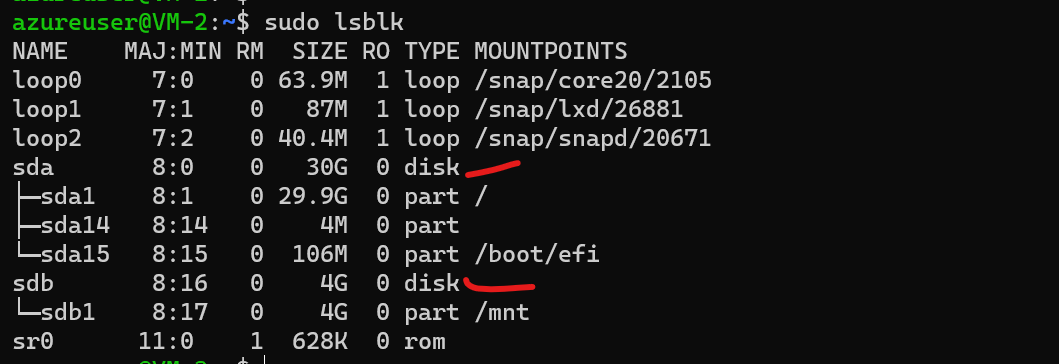 azureuser@VM-2:~$ sudo lsblk
NAME    MAJ:MIN RM  SIZE RO TYPE MOUNTPOINTS
loop0     7:0    0 63.9M  1 loop /snap/core20/2105
loop1     7:1    0   87M  1 loop /snap/lxd/26881
loop2     7:2    0 40.4M  1 loop /snap/snapd/20671
sda       8:0    0   30G  0 disk
├─sda1    8:1    0 29.9G  0 part /
├─sda14   8:14   0    4M  0 part
└─sda15   8:15   0  106M  0 part /boot/efi
sdb       8:16   0    4G  0 disk
└─sdb1    8:17   0    4G  0 part /mnt
sr0      11:0    1  628K  0 rom